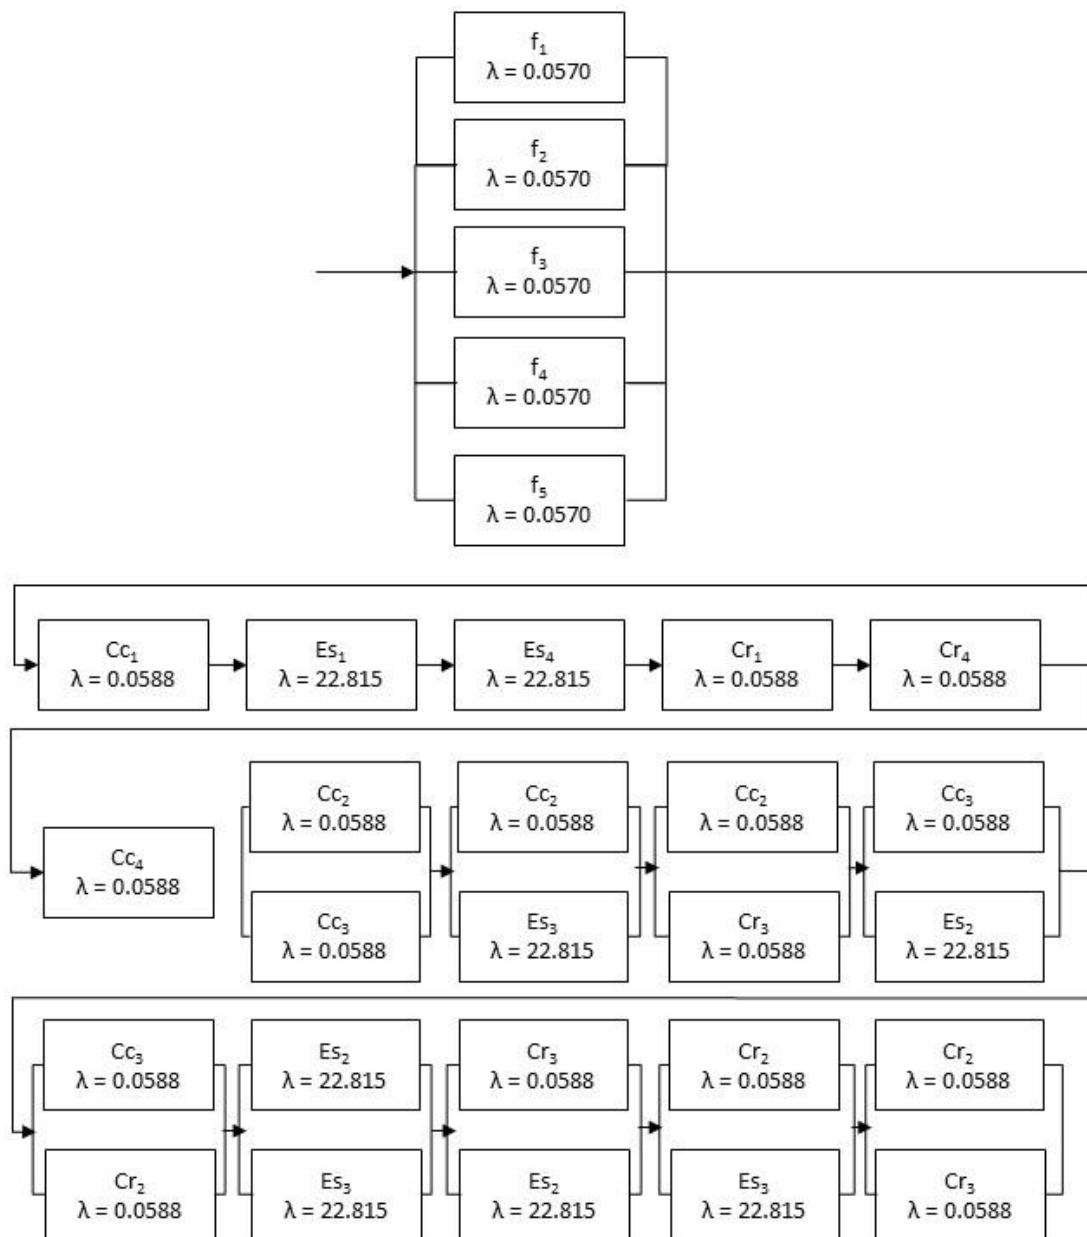 f₁
λ = 0.0570
f₂
λ = 0.0570
f₃
λ = 0.0570
f₄
λ = 0.0570
f₅
λ = 0.0570
Cc₁
λ = 0.0588
Es₁
λ = 22.815
Es₄
λ = 22.815
Cr₁
λ = 0.0588
Cr₄
λ = 0.0588
Cc₄
λ = 0.0588
Cc₂
λ = 0.0588
Cc₃
λ = 0.0588
Cc₂
λ = 0.0588
Es₃
λ = 22.815
Cc₂
λ = 0.0588
Cr₃
λ = 0.0588
Cc₃
λ = 0.0588
Es₂
λ = 22.815
Cc₃
λ = 0.0588
Cr₂
λ = 0.0588
Es₂
λ = 22.815
Es₃
λ = 22.815
Cr₃
λ = 0.0588
Es₂
λ = 22.815
Cr₂
λ = 0.0588
Es₃
λ = 22.815
Cr₂
λ = 0.0588
Cr₃
λ = 0.0588